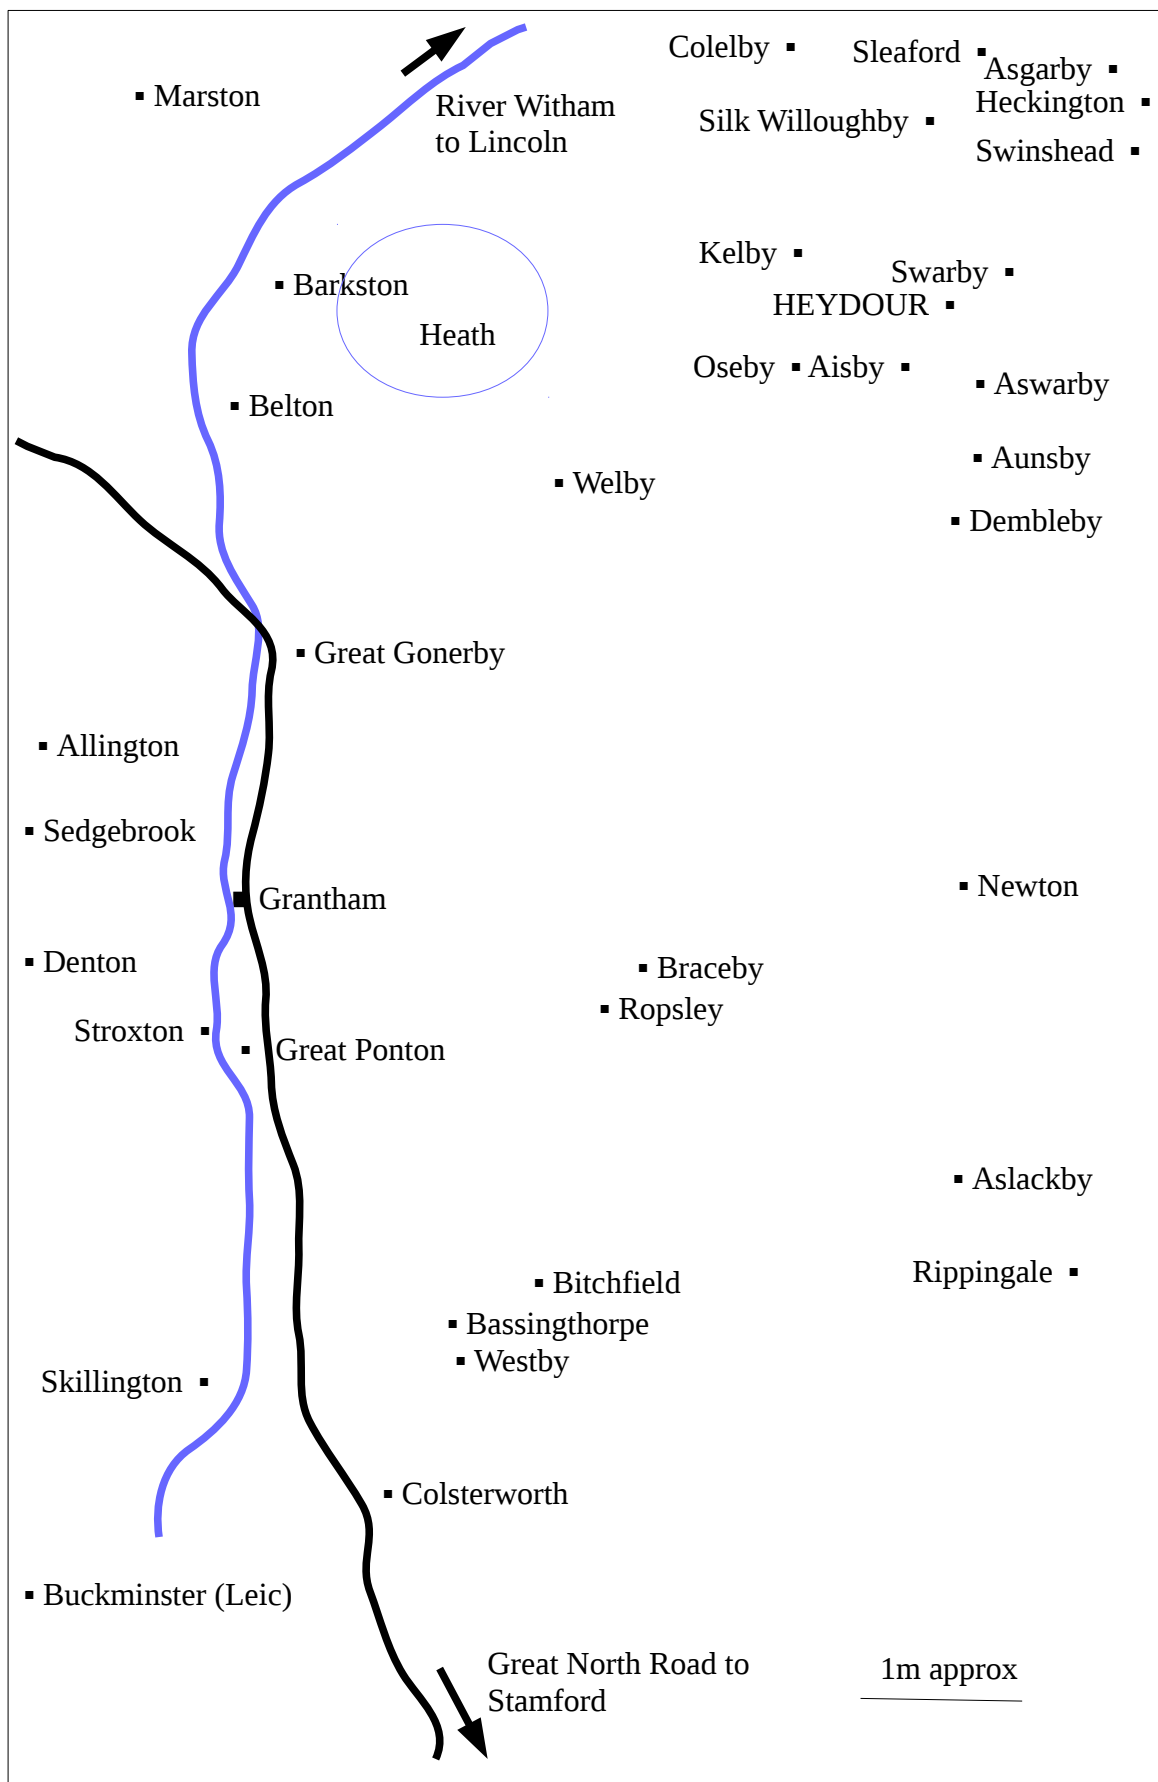 Colelby
Sleaford
Asgarby
Marston
River Witham
to Lincoln
Heckington
Silk Willoughby
Swinshead
Kelby
Swarby
Barkston
HEYDOUR
Heath
Oseby
Aisby
Aswarby
Belton
Aunsby
Welby
Dembleby
Great Gonerby
Allington
Sedgebrook
Newton
Grantham
Denton
Braceby
Ropsley
Stroxton
Great Ponton
Aslackby
Rippingale
Bitchfield
Bassingthorpe
Westby
Skillington
Colsterworth
Buckminster (Leic)
Great North Road to
Stamford
1m approx